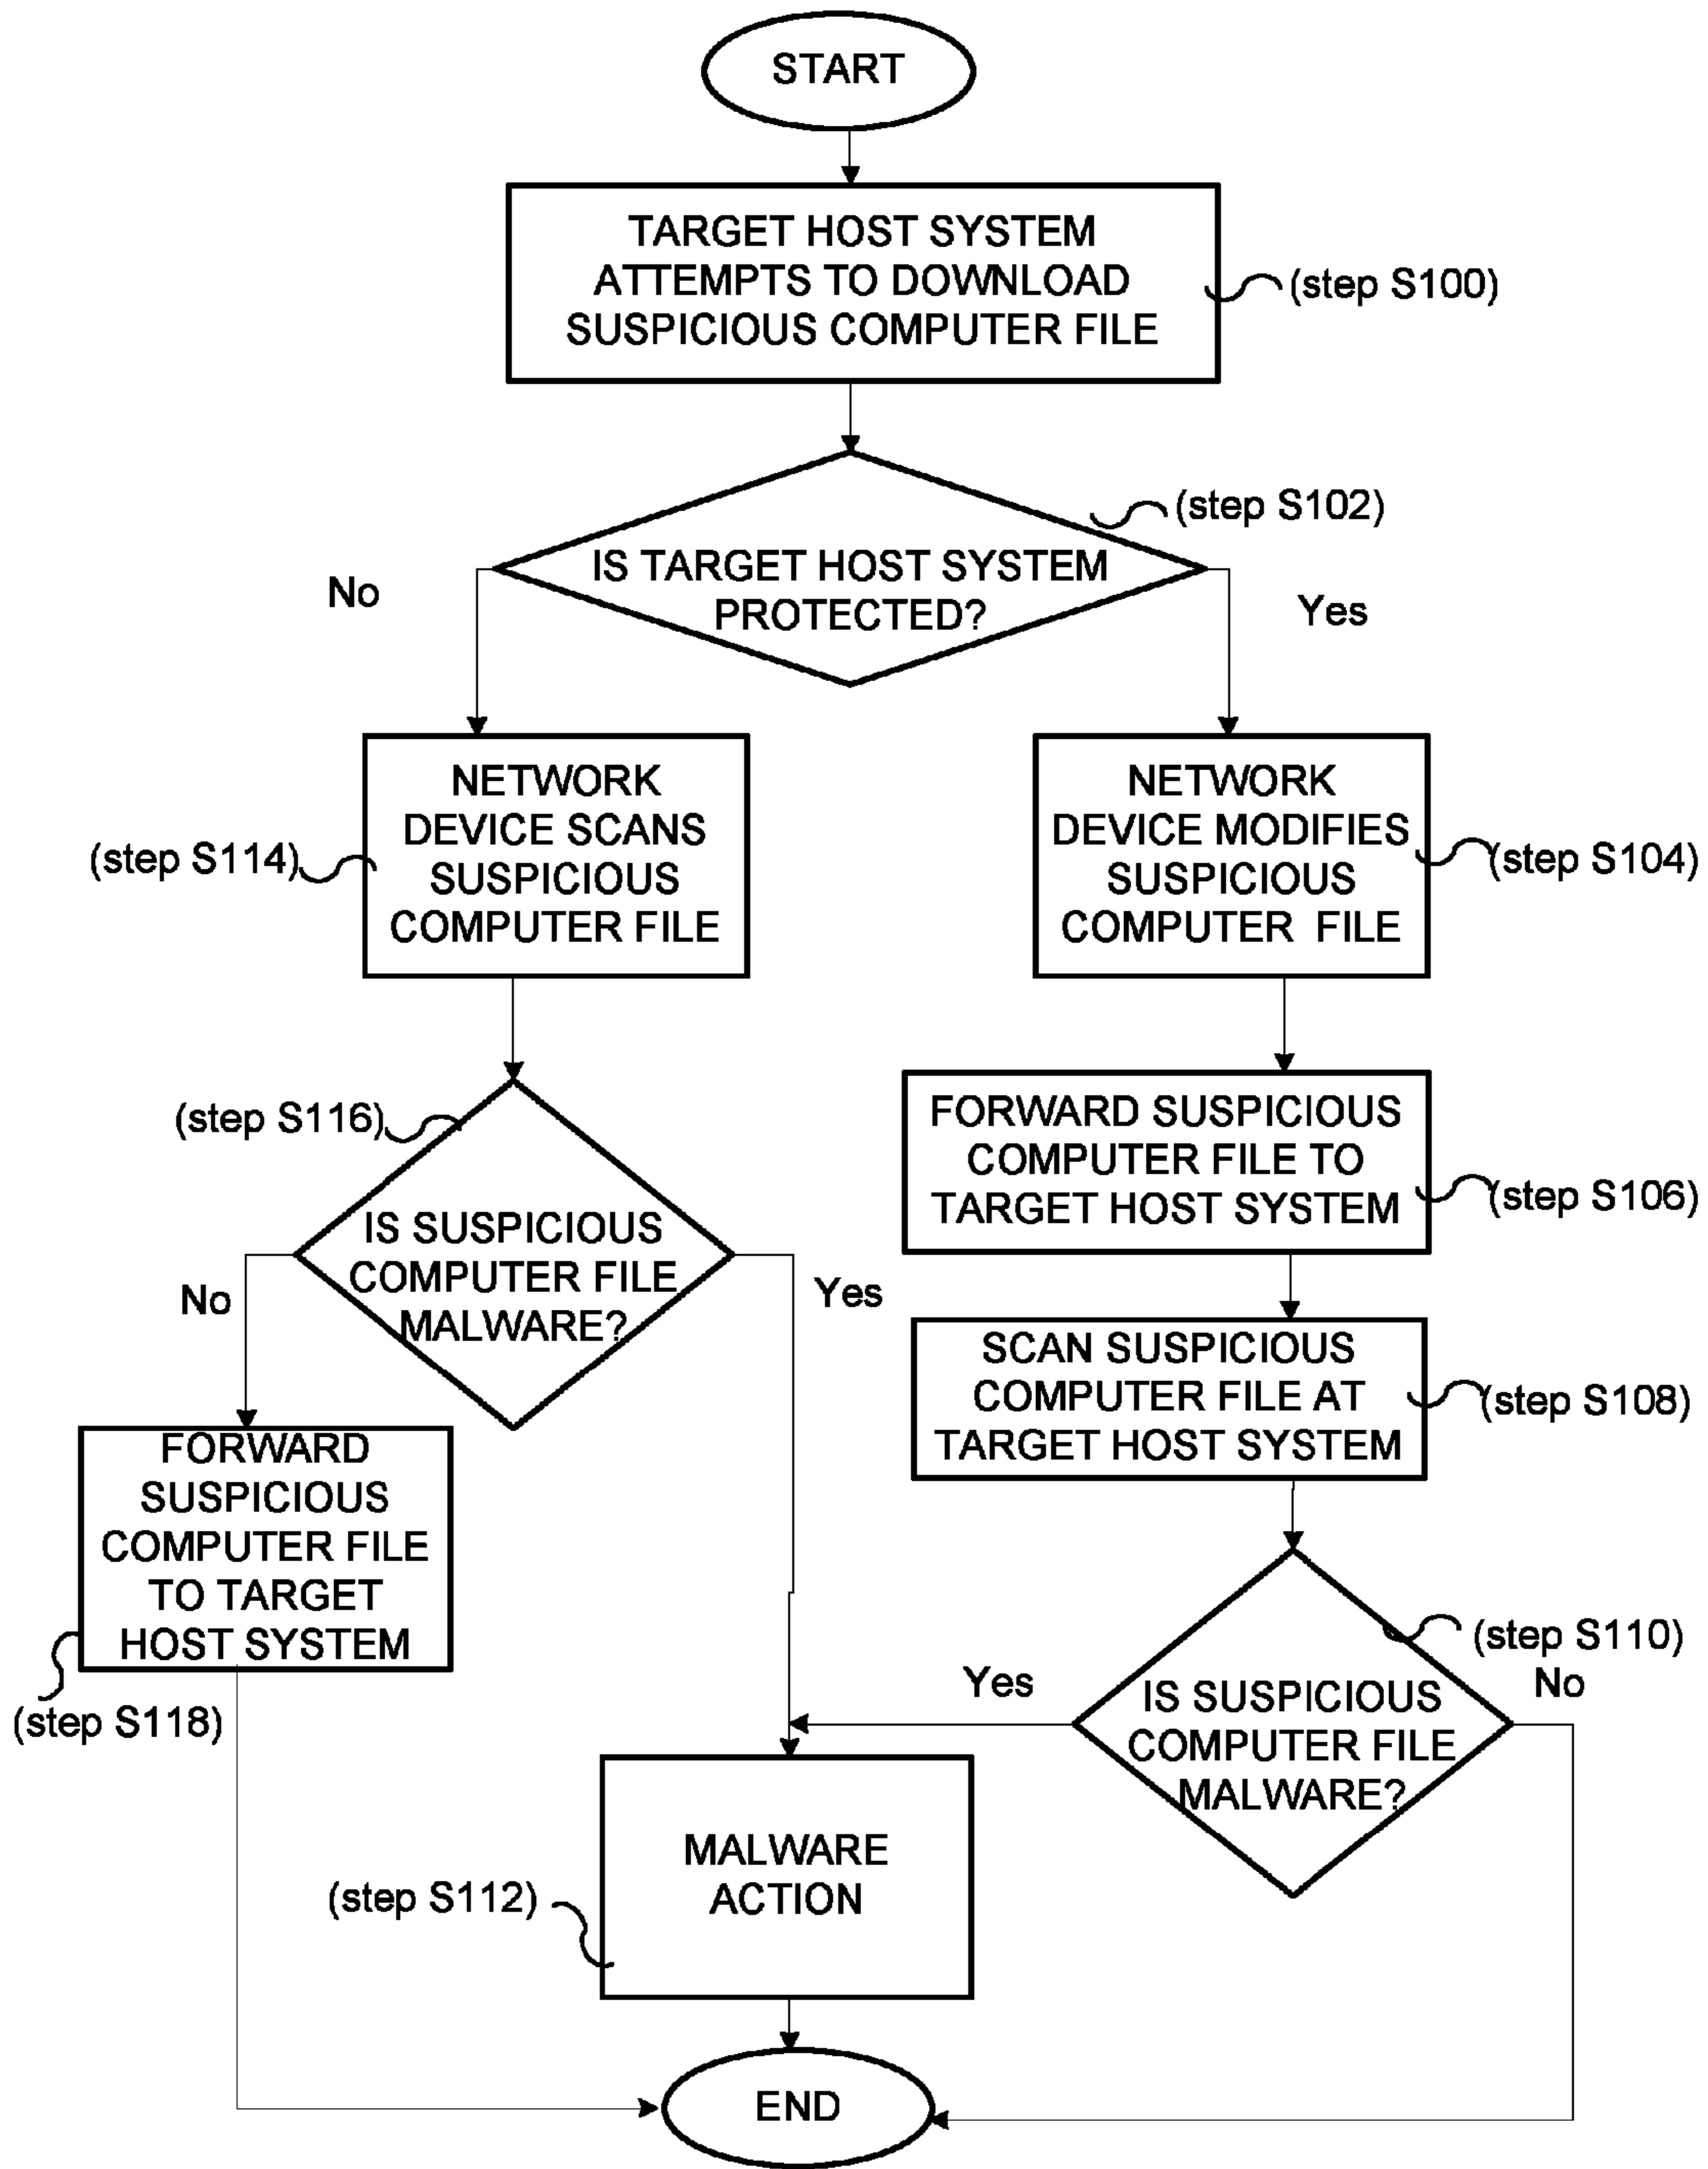 START
TARGET HOST SYSTEM
ATTEMPTS TO DOWNLOAD
SUSPICIOUS COMPUTER FILE
(step S100)
(step S102)
IS TARGET HOST SYSTEM
PROTECTED?
No
Yes
NETWORK
DEVICE SCANS
SUSPICIOUS
COMPUTER FILE
(step S114)
NETWORK
DEVICE MODIFIES
SUSPICIOUS
COMPUTER FILE
(step S104)
(step S116)
IS SUSPICIOUS
COMPUTER FILE
MALWARE?
No
Yes
FORWARD SUSPICIOUS
COMPUTER FILE TO
TARGET HOST SYSTEM
(step S106)
SCAN SUSPICIOUS
COMPUTER FILE AT
TARGET HOST SYSTEM
(step S108)
FORWARD
SUSPICIOUS
COMPUTER FILE
TO TARGET
HOST SYSTEM
(step S118)
(step S110)
Yes
No
IS SUSPICIOUS
COMPUTER FILE
MALWARE?
MALWARE
ACTION
(step S112)
END